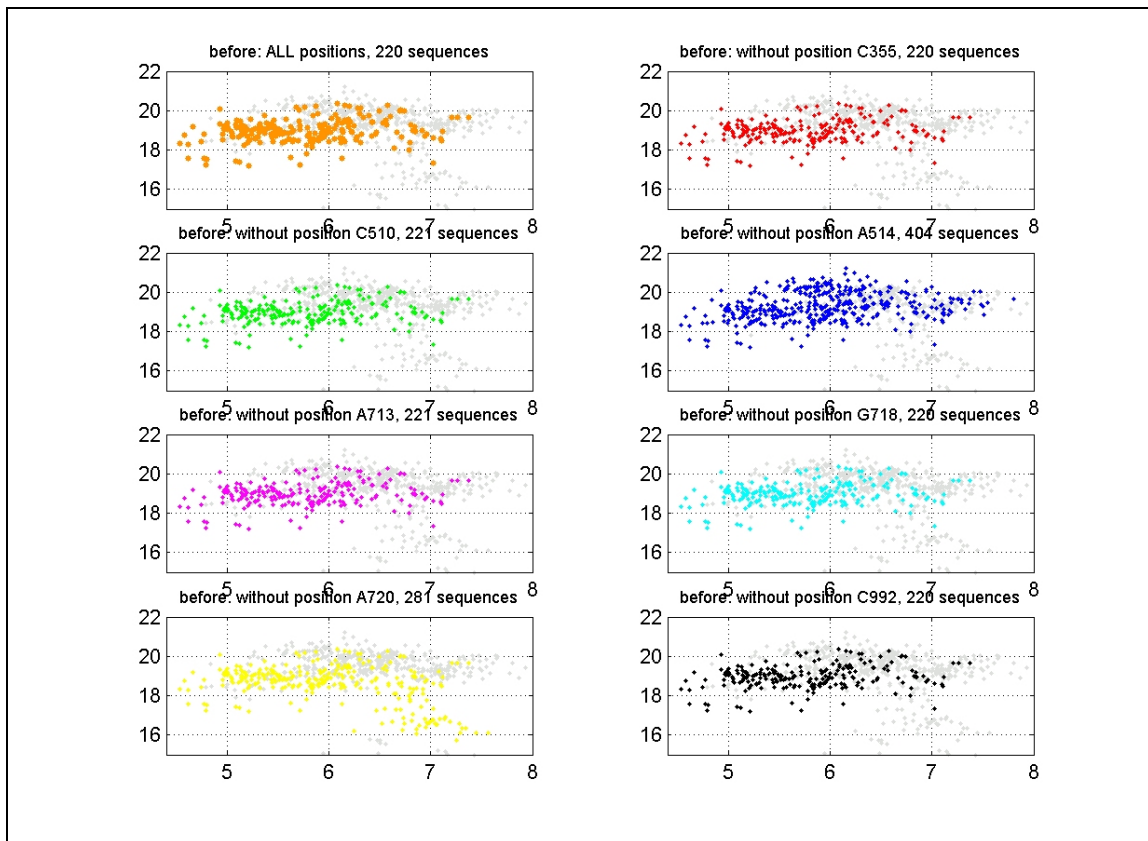 before: ALL positions, 220 sequences
22
20
18
16
5 6 7 8
before: without position C355, 220 sequences
22
20
18
16
5 6 7 8
before: without position C510, 221 sequences
22
20
18
16
5 6 7 8
before: without position A514, 404 sequences
22
20
18
16
5 6 7 8
before: without position A713, 221 sequences
22
20
18
16
5 6 7 8
before: without position G718, 220 sequences
22
20
18
16
5 6 7 8
before: without position A720, 281 sequences
22
20
18
16
5 6 7 8
before: without position C992, 220 sequences
22
20
18
16
5 6 7 8